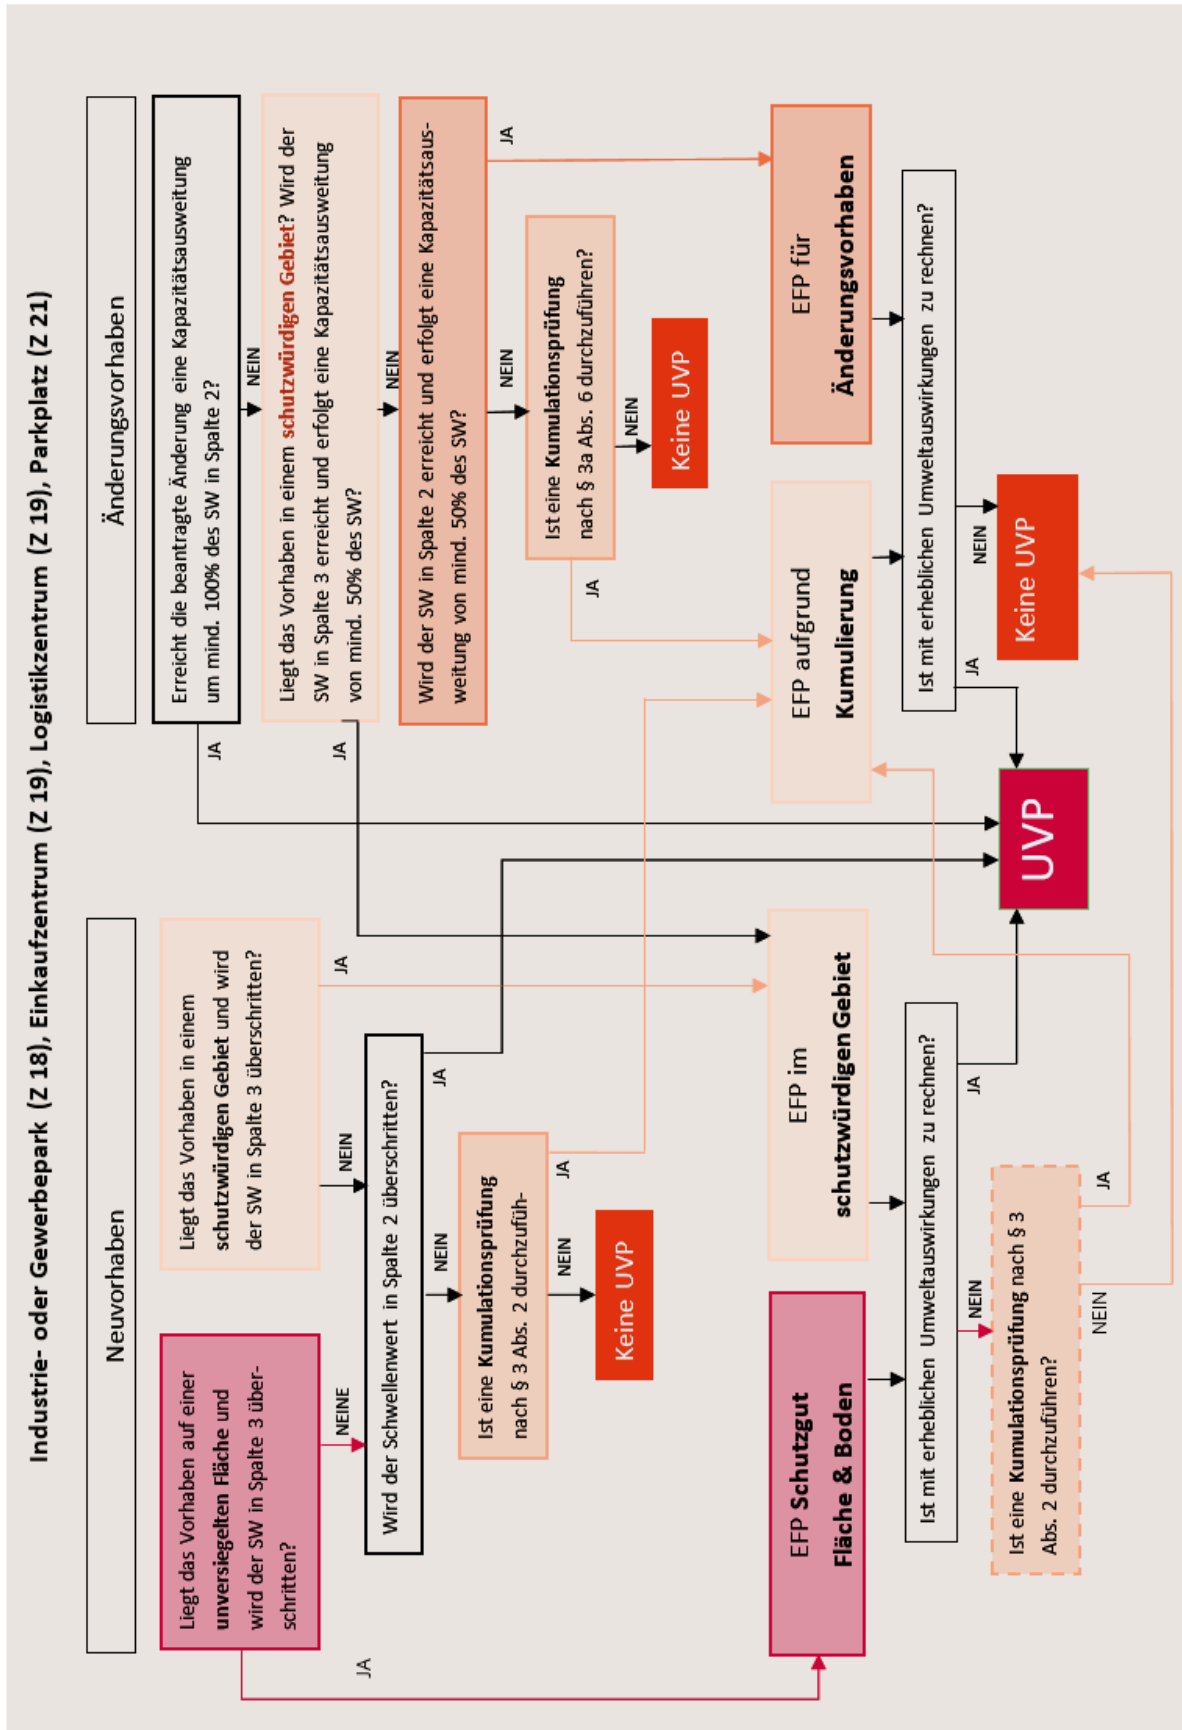 Industrie- oder Gewerbepark (Z 18), Einkaufzentrum (Z 19), Logistikzentrum (Z 19), Parkplatz (Z 21)
Neuvorhaben
Liegt das Vorhaben auf einer
unversiegelten Fläche und
wird der SW in Spalte 3 über-
schritten?
JA
NEINE
Liegt das Vorhaben in einem
schutzwürdigen Gebiet und wird
der SW in Spalte 3 überschritten?
JA
NEIN
Wird der Schwellenwert in Spalte 2 überschritten?
JA
NEIN
Ist eine Kumulationsprüfung
nach § 3 Abs. 2 durchzufüh-
JA
NEIN
Keine UVP
EFP Schutzgut
Fläche & Boden
EFP im
schutzwürdigen Gebiet
Ist mit erheblichen Umweltauswirkungen zu rechnen?
JA
NEIN
Ist eine Kumulationsprüfung nach § 3
Abs. 2 durchzuführen?
JA
NEIN
Änderungsvorhaben
Erreicht die beantragte Änderung eine Kapazitätsausweitung
um mind. 100% des SW in Spalte 2?
JA
NEIN
Liegt das Vorhaben in einem schutzwürdigen Gebiet? Wird der
SW in Spalte 3 erreicht und erfolgt eine Kapazitätsausweitung
von mind. 50% des SW?
JA
NEIN
Wird der SW in Spalte 2 erreicht und erfolgt eine Kapazitätsaus-
weitung von mind. 50% des SW?
JA
NEIN
Ist eine Kumulationsprüfung
nach § 3a Abs. 6 durchzuführen?
JA
NEIN
Keine UVP
EFP aufgrund
Kumulierung
EFP für
Änderungsvorhaben
Ist mit erheblichen Umweltauswirkungen zu rechnen?
JA
NEIN
UVP
Keine UVP